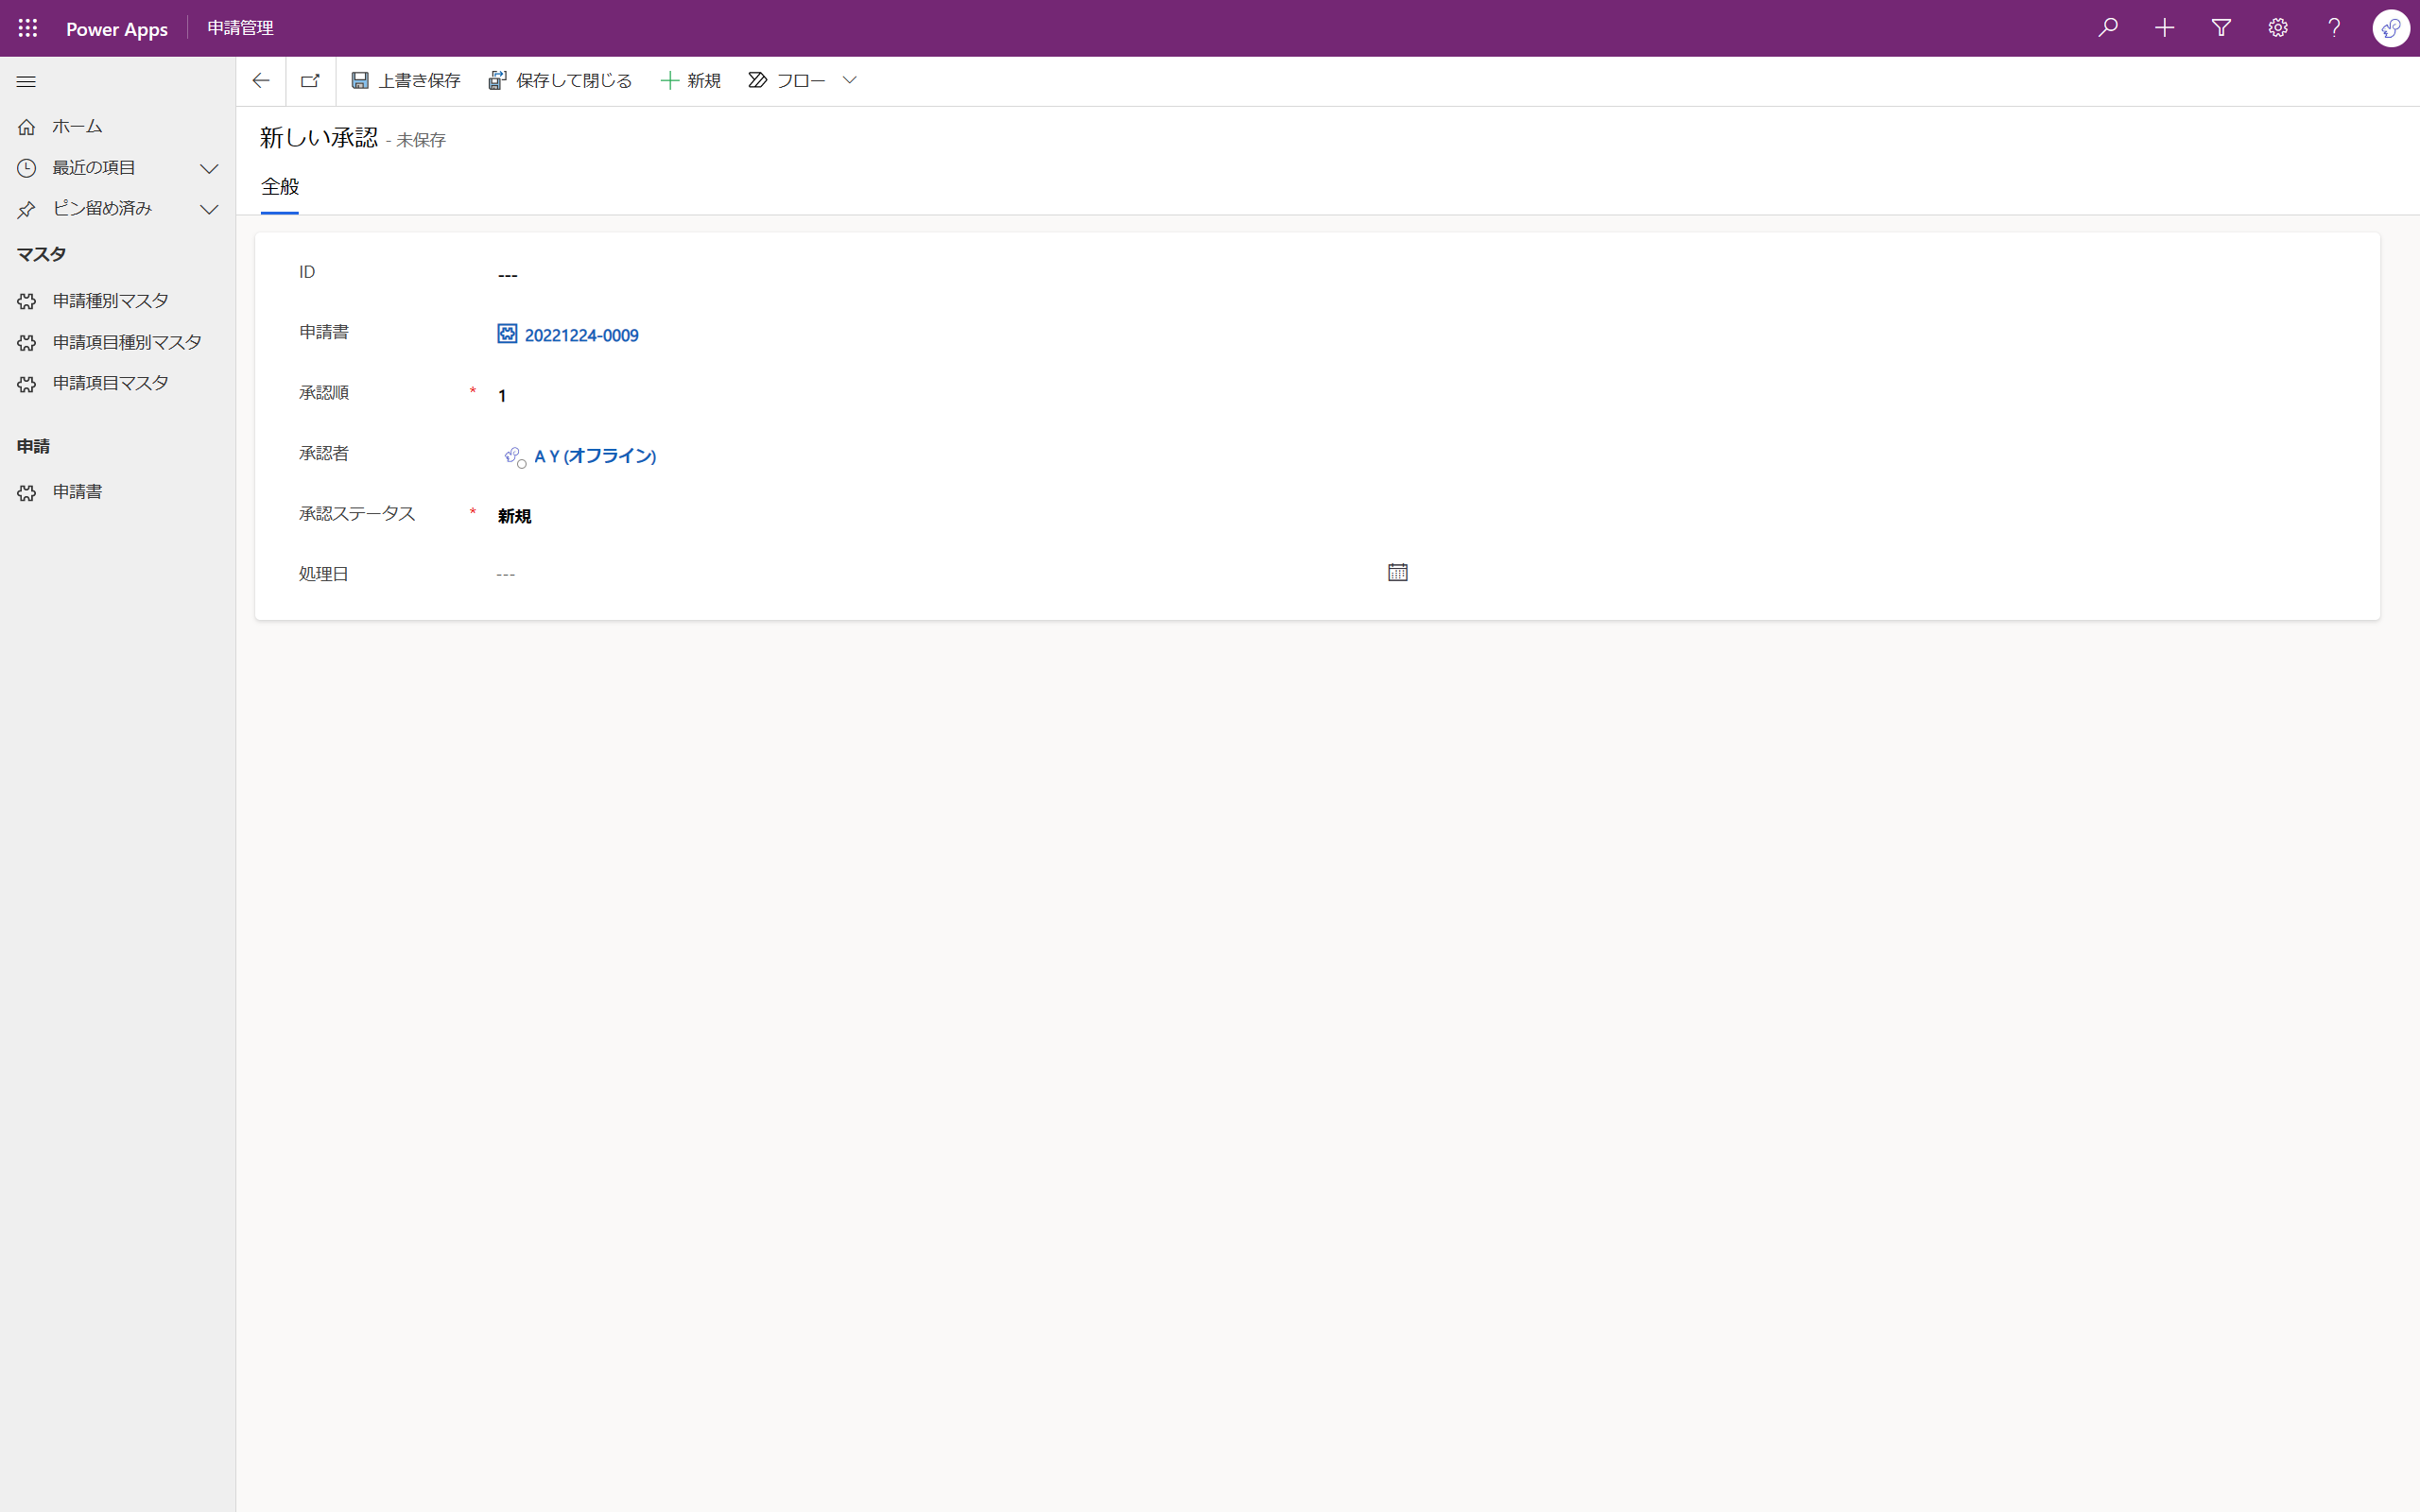 Power Apps
申請管理
上書き保存
保存して閉じる
新規
フロー
ホーム
最近の項目
ピン留め済み
マスタ
申請種別マスタ
申請項目種別マスタ
申請項目マスタ
申請
申請書
新しい承認 - 未保存
全般
ID ---
申請書 20221224-0009
承認順 * 1
承認者 A Y (オフライン)
承認ステータス * 新規
処理日 ---